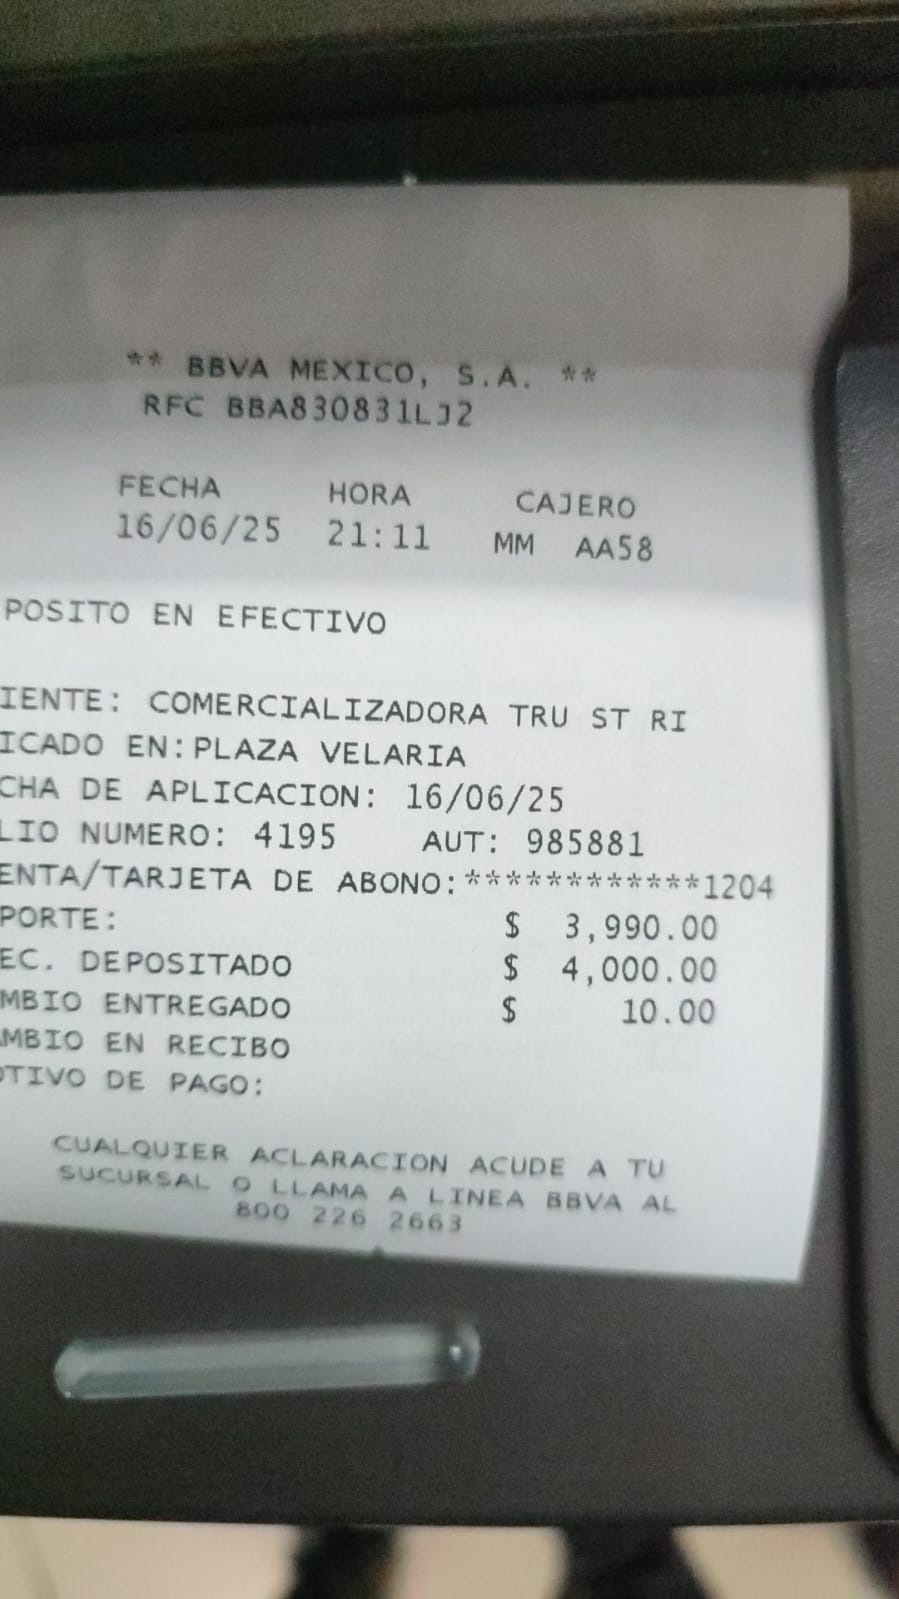 ** BBVA MEXICO, S.A. **
RFC BBA830831LJ2
FECHA HORA CAJERO
16/06/25 21:11 MM AA58
POSITO EN EFECTIVO
IENTE: COMERCIALIZADORA TRU ST RI
ICADO EN:PLAZA VELARIA
CHA DE APLICACION: 16/06/25
LIO NUMERO: 4195 AUT: 985881
ENTA/TARJETA DE ABONO:************1204
PORTE: $ 3,990.00
EC. DEPOSITADO $ 4,000.00
MBIO ENTREGADO $ 10.00
AMBIO EN RECIBO
OTIVO DE PAGO:
CUALQUIER ACLARACION ACUDE A TU
SUCURSAL O LLAMA A LINEA BBVA AL
800 226 2663